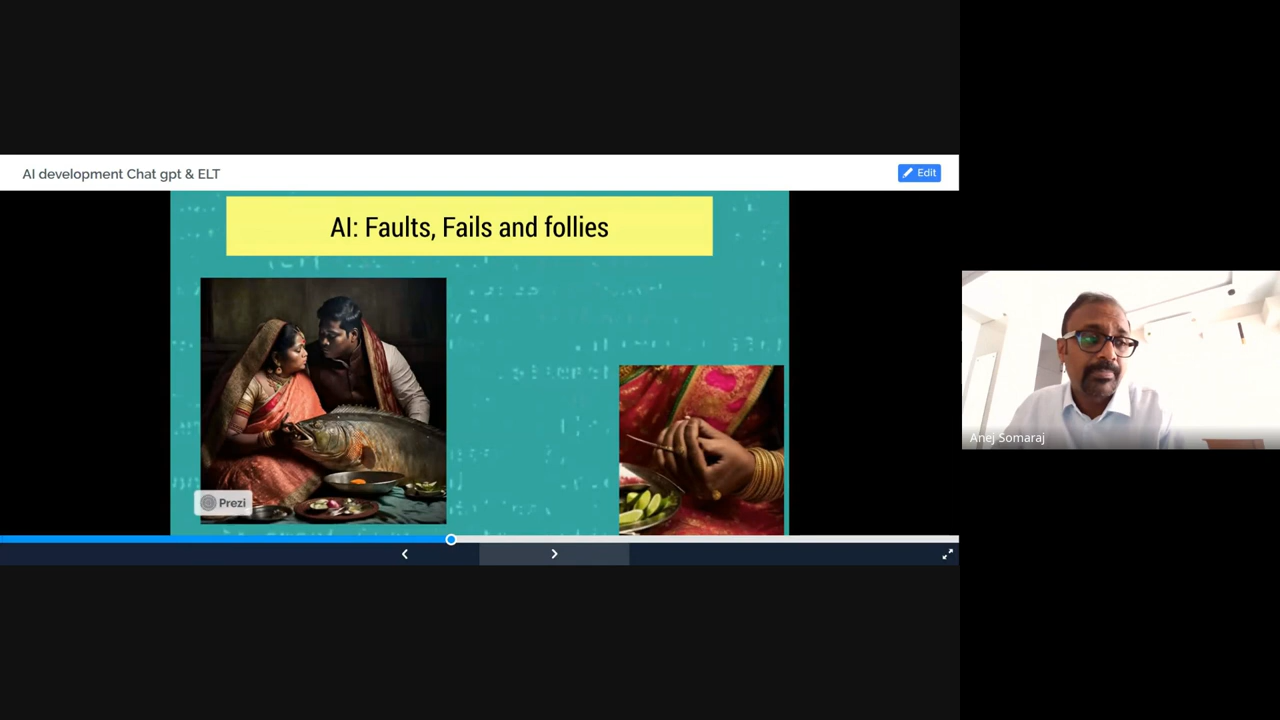 AI development Chat gpt & ELT
Edit
AI: Faults, Fails and follies
Prezi
Anej Somaraj